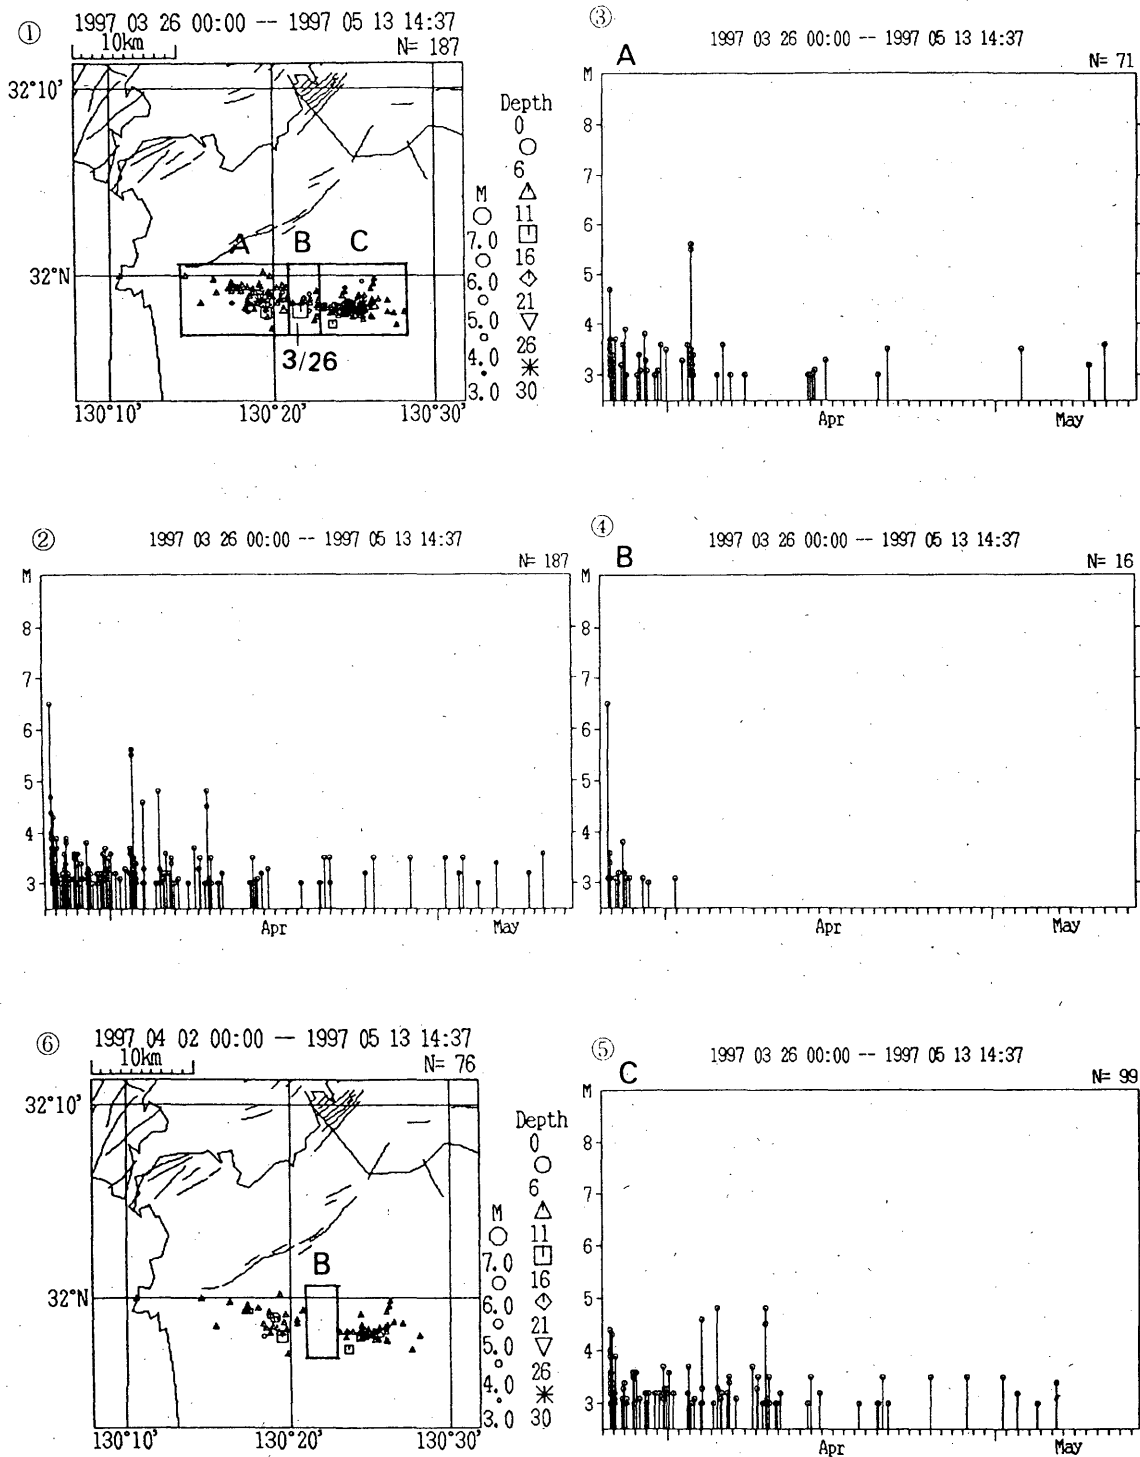 ①
1997 03 26 00:00 -- 1997 05 13 14:37
10km
N= 187
32°10'
32°N
130°10'
130°20'
130°30'
A
B
C
3/26
M
7.0
6.0
5.0
4.0
3.0
Depth
0
6
11
16
21
26
30
③
1997 03 26 00:00 -- 1997 05 13 14:37
A
N= 71
M
8
7
6
5
4
3
Apr
May
②
1997 03 26 00:00 -- 1997 05 13 14:37
N= 187
M
8
7
6
5
4
3
Apr
May
④
1997 03 26 00:00 -- 1997 05 13 14:37
B
N= 16
M
8
7
6
5
4
3
Apr
May
⑥
1997 04 02 00:00 -- 1997 05 13 14:37
10km
N= 76
32°10'
32°N
130°10'
130°20'
130°30'
B
M
7.0
6.0
5.0
4.0
3.0
Depth
0
6
11
16
21
26
30
⑤
1997 03 26 00:00 -- 1997 05 13 14:37
C
N= 99
M
8
7
6
5
4
3
Apr
May